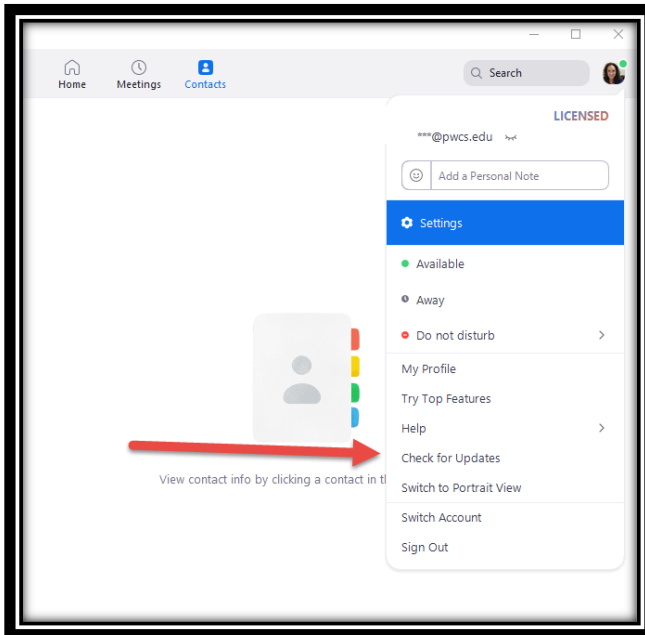 Home Meetings Contacts Search
LICENSED
***@pwcs.edu
Add a Personal Note
Settings
Available
Away
Do not disturb
My Profile
Try Top Features
Help
Check for Updates
View contact info by clicking a contact in th
Switch to Portrait View
Switch Account
Sign Out